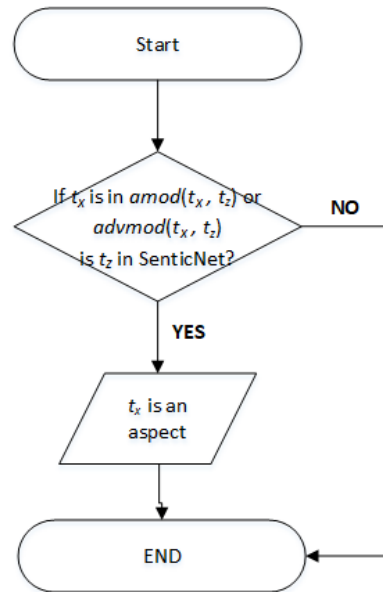 Start
If tx is in amod(tx , tz) or
advmod(tx , tz)
is tz in SenticNet?
NO
YES
tx is an
aspect
END